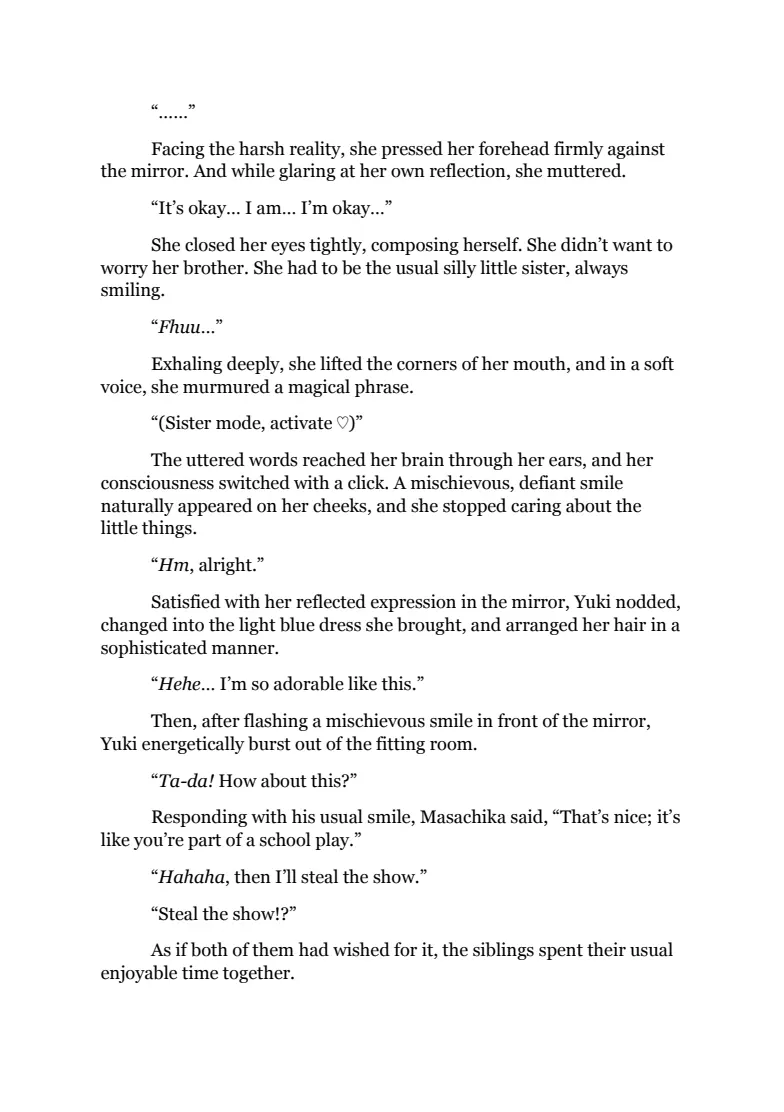 “……”
Facing the harsh reality, she pressed her forehead firmly against
the mirror. And while glaring at her own reflection, she muttered.
“It’s okay… I am… I’m okay…”
She closed her eyes tightly, composing herself. She didn’t want to
worry her brother. She had to be the usual silly little sister, always
smiling.
“Fhuu…”
Exhaling deeply, she lifted the corners of her mouth, and in a soft
voice, she murmured a magical phrase.
“(Sister mode, activate ♡)”
The uttered words reached her brain through her ears, and her
consciousness switched with a click. A mischievous, defiant smile
naturally appeared on her cheeks, and she stopped caring about the
little things.
“Hm, alright.”
Satisfied with her reflected expression in the mirror, Yuki nodded,
changed into the light blue dress she brought, and arranged her hair in a
sophisticated manner.
“Hehe… I’m so adorable like this.”
Then, after flashing a mischievous smile in front of the mirror,
Yuki energetically burst out of the fitting room.
“Ta-da! How about this?”
Responding with his usual smile, Masachika said, “That’s nice; it’s
like you’re part of a school play.”
“Hahaha, then I’ll steal the show.”
“Steal the show!?”
As if both of them had wished for it, the siblings spent their usual
enjoyable time together.